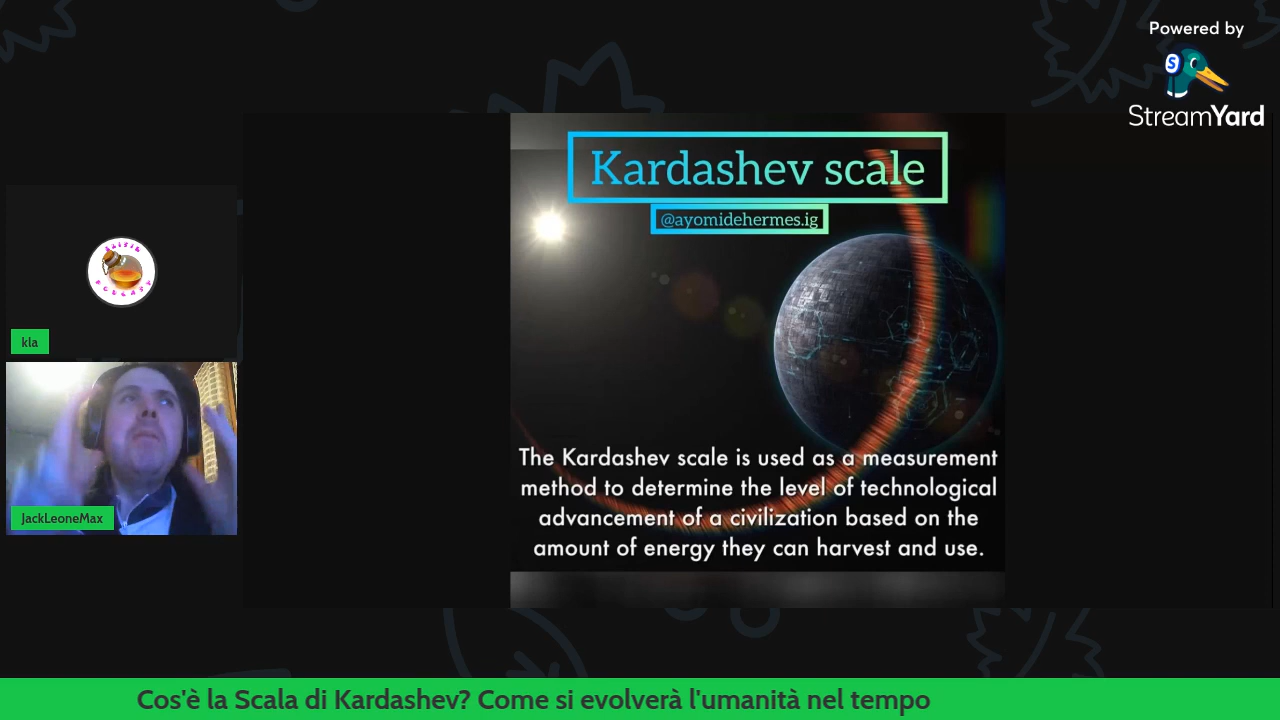 Powered by
S
StreamYard
Kardashev scale
@ayomidehermes.ig
kla
JackLeoneMax
The Kardashev scale is used as a measurement
method to determine the level of technological
advancement of a civilization based on the
amount of energy they can harvest and use.
Cos'è la Scala di Kardashev? Come si evolverà l'umanità nel tempo